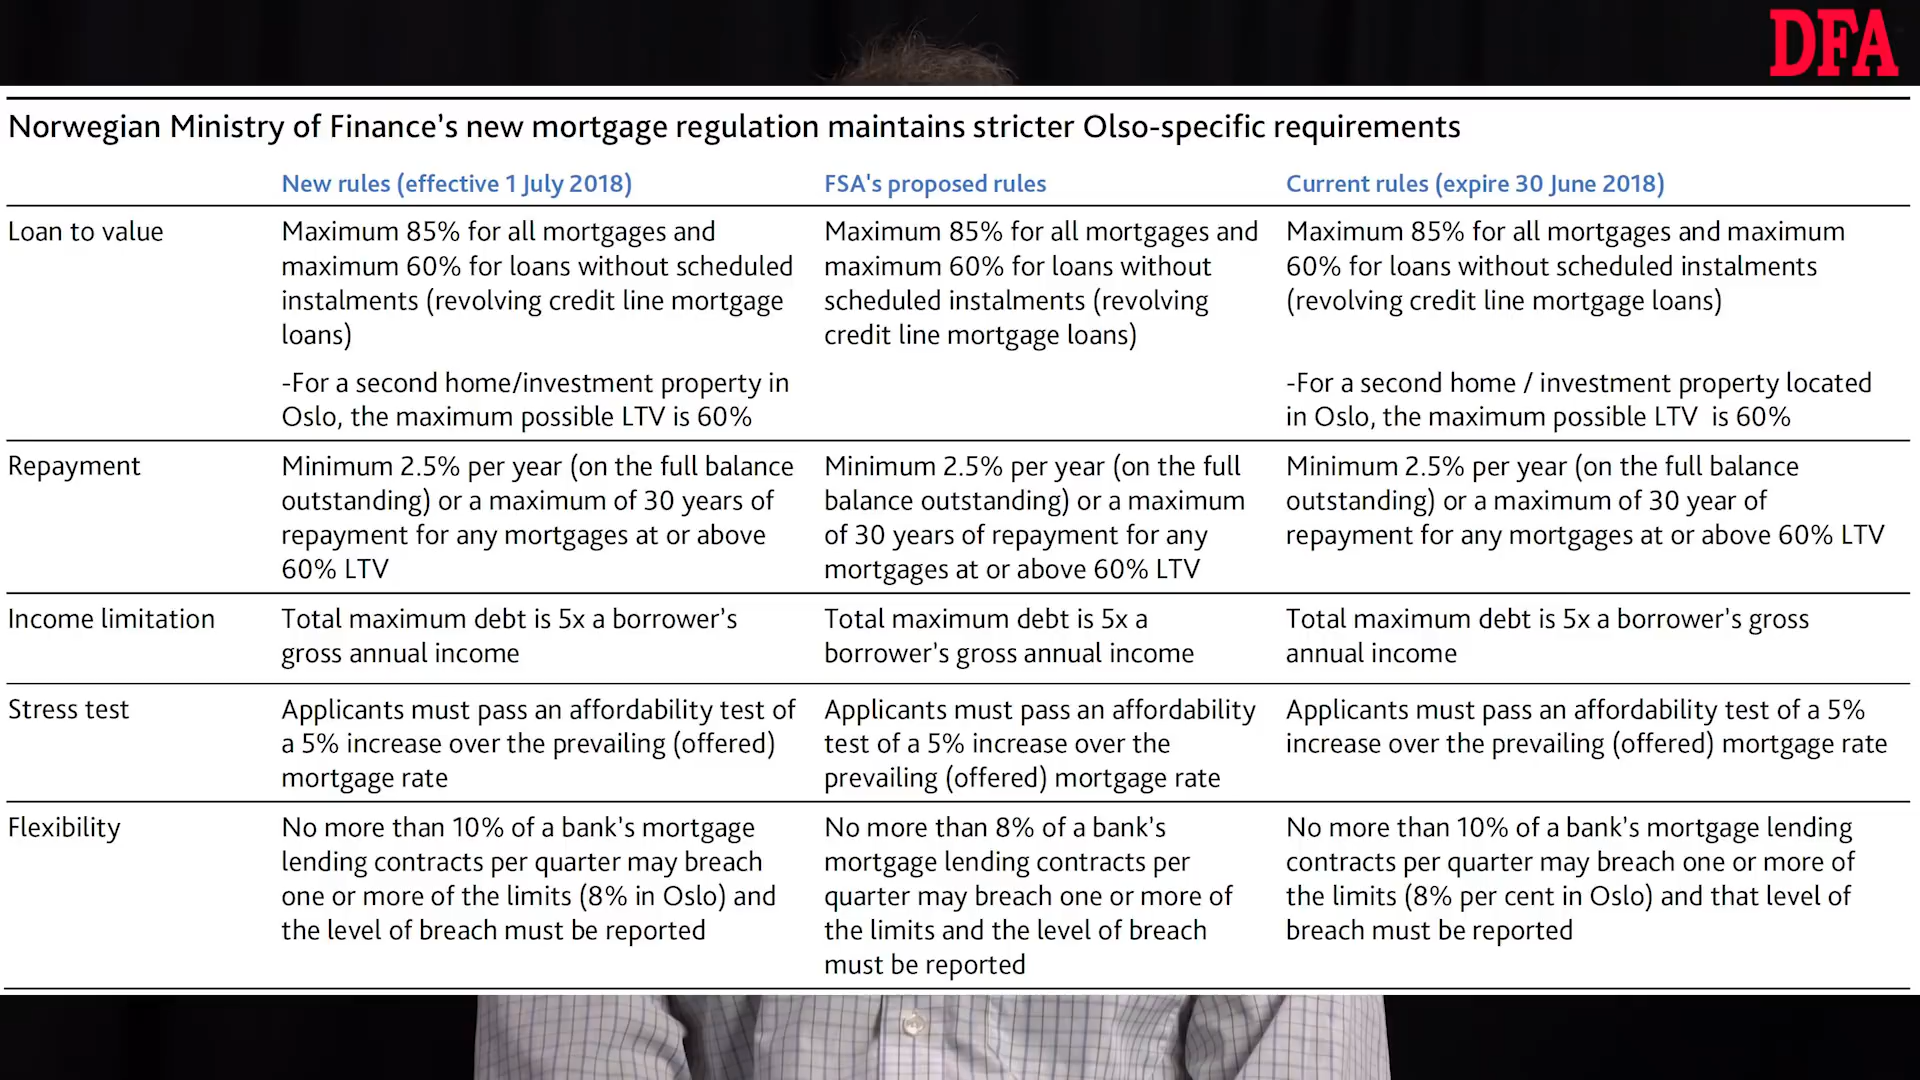 DFA
Norwegian Ministry of Finance's new mortgage regulation maintains stricter Olso-specific requirements
New rules (effective 1 July 2018)
FSA's proposed rules
Current rules (expire 30 June 2018)
Loan to value
Maximum 85% for all mortgages and
maximum 60% for loans without scheduled
instalments (revolving credit line mortgage
loans)
-For a second home/investment property in
Oslo, the maximum possible LTV is 60%
Maximum 85% for all mortgages and
maximum 60% for loans without
scheduled instalments (revolving
credit line mortgage loans)
Maximum 85% for all mortgages and maximum
60% for loans without scheduled instalments
(revolving credit line mortgage loans)
-For a second home / investment property located
in Oslo, the maximum possible LTV is 60%
Repayment
Minimum 2.5% per year (on the full balance
outstanding) or a maximum of 30 years of
repayment for any mortgages at or above
60% LTV
Minimum 2.5% per year (on the full
balance outstanding) or a maximum
of 30 years of repayment for any
mortgages at or above 60% LTV
Minimum 2.5% per year (on the full balance
outstanding) or a maximum of 30 year of
repayment for any mortgages at or above 60% LTV
Income limitation
Total maximum debt is 5x a borrower's
gross annual income
Total maximum debt is 5x a
borrower's gross annual income
Total maximum debt is 5x a borrower's gross
annual income
Stress test
Applicants must pass an affordability test of
a 5% increase over the prevailing (offered)
mortgage rate
Applicants must pass an affordability
test of a 5% increase over the
prevailing (offered) mortgage rate
Applicants must pass an affordability test of a 5%
increase over the prevailing (offered) mortgage rate
Flexibility
No more than 10% of a bank's mortgage
lending contracts per quarter may breach
one or more of the limits (8% in Oslo) and
the level of breach must be reported
No more than 8% of a bank's
mortgage lending contracts per
quarter may breach one or more of
the limits and the level of breach
must be reported
No more than 10% of a bank's mortgage lending
contracts per quarter may breach one or more of
the limits (8% per cent in Oslo) and that level of
breach must be reported